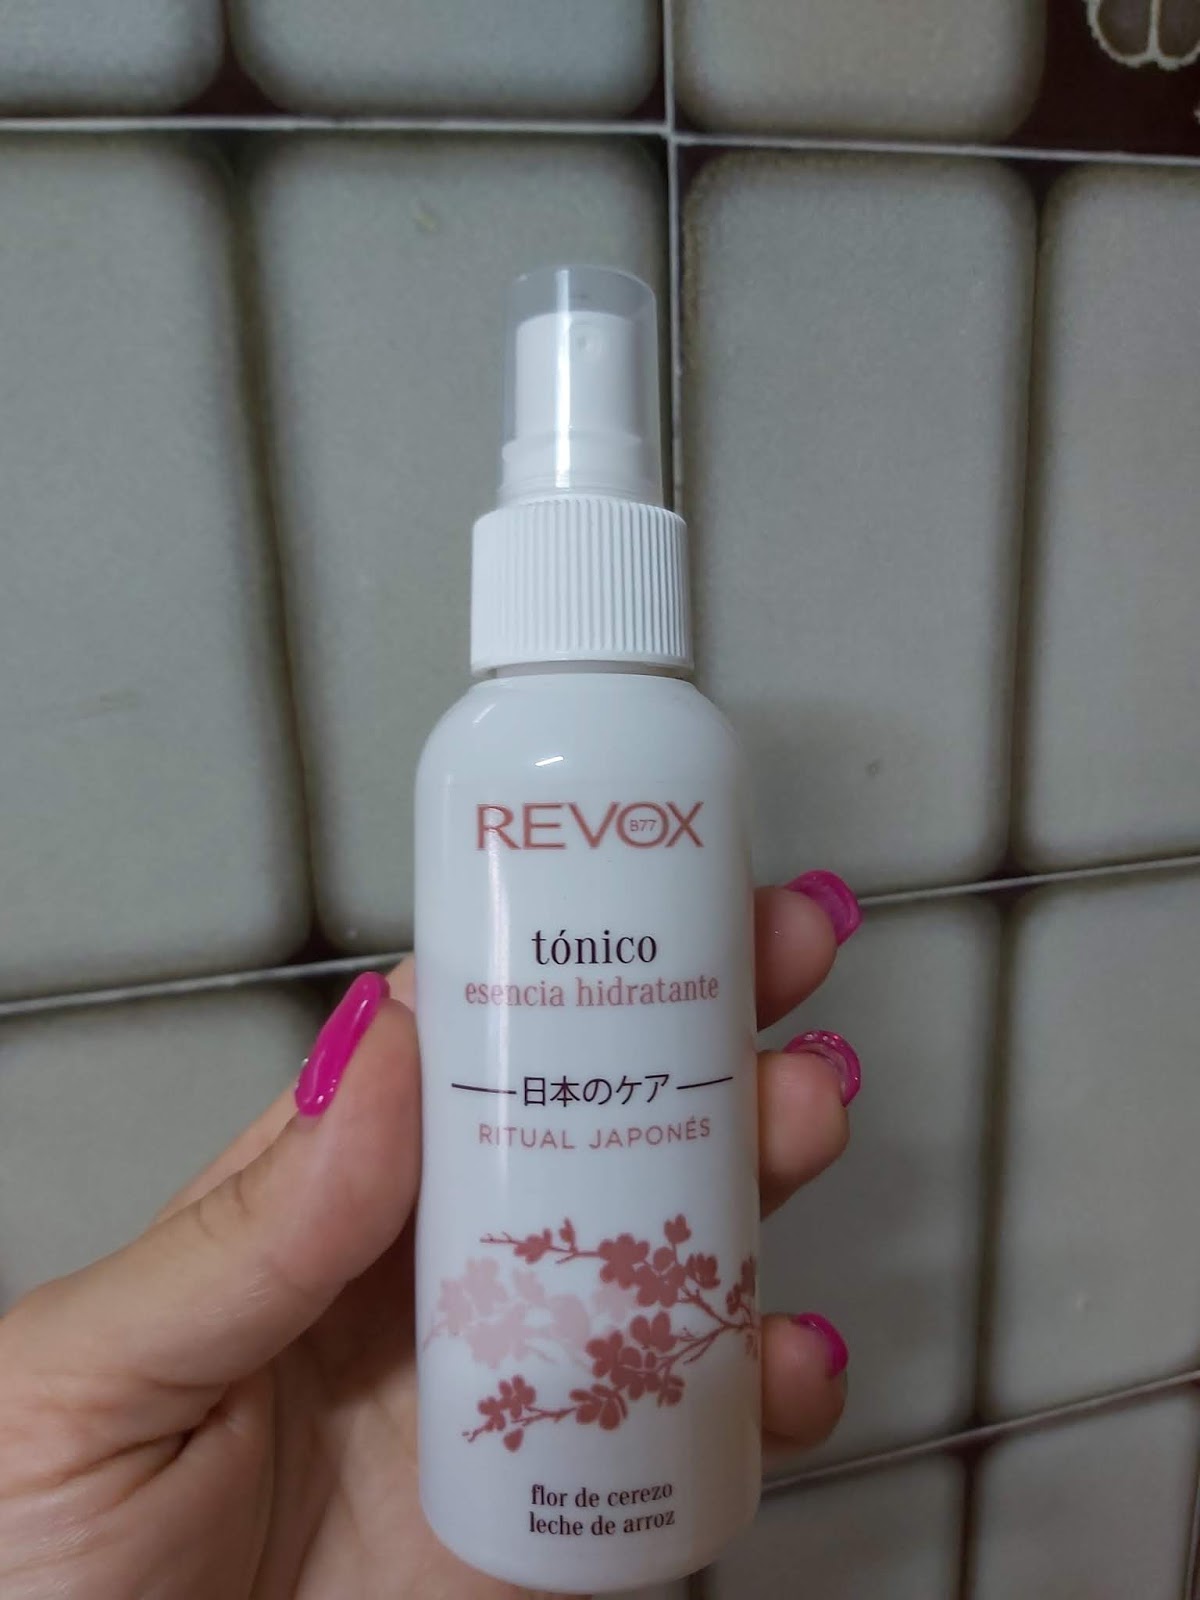 REVOX
B77
tónico
esencia hidratante
日本のケア
RITUAL JAPONÉS
flor de cerezo
leche de arroz